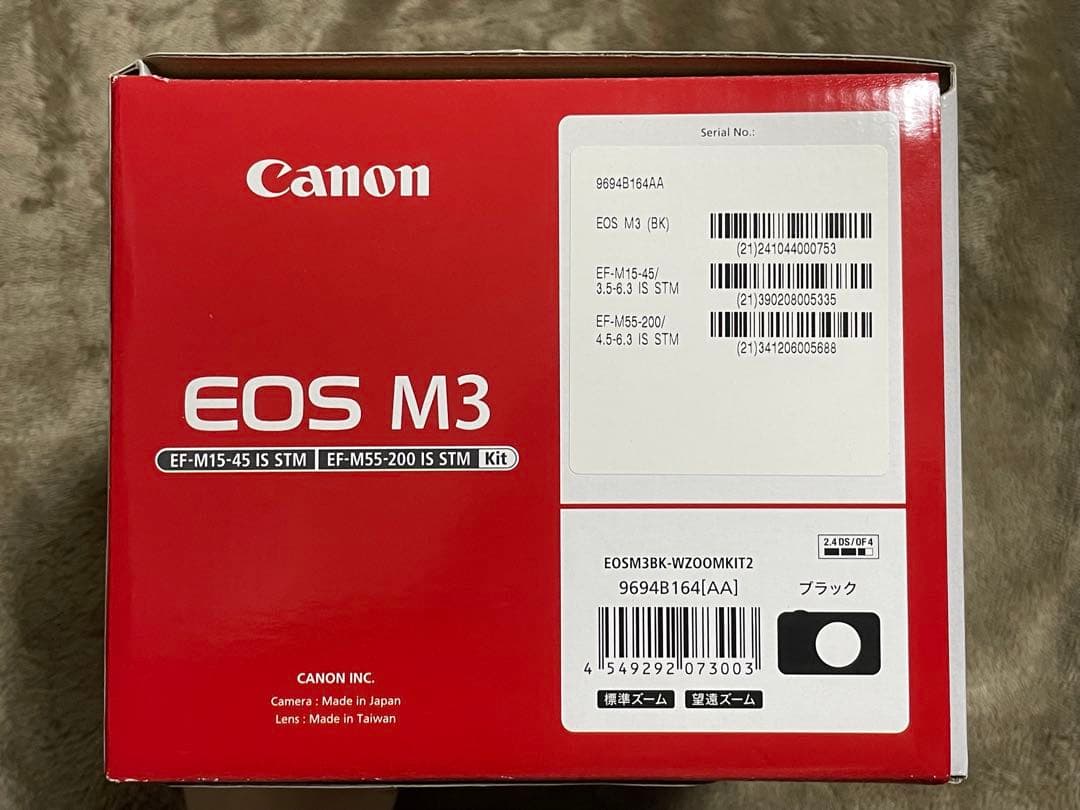 Canon
EOS M3
EF-M15-45 IS STM EF-M55-200 IS STM Kit
CANON INC.
Camera : Made in Japan
Lens : Made in Taiwan
Serial No.:
9694B164AA
EOS M3 (BK)
(21)241044000753
EF-M15-45/
3.5-6.3 IS STM
(21)390208005335
EF-M55-200/
4.5-6.3 IS STM
(21)341206005688
2.4DS/0F4
EOSM3BK-WZOOMKIT2
9694B164[AA]
ブラック
4 549292 073003
標準ズーム 望遠ズーム